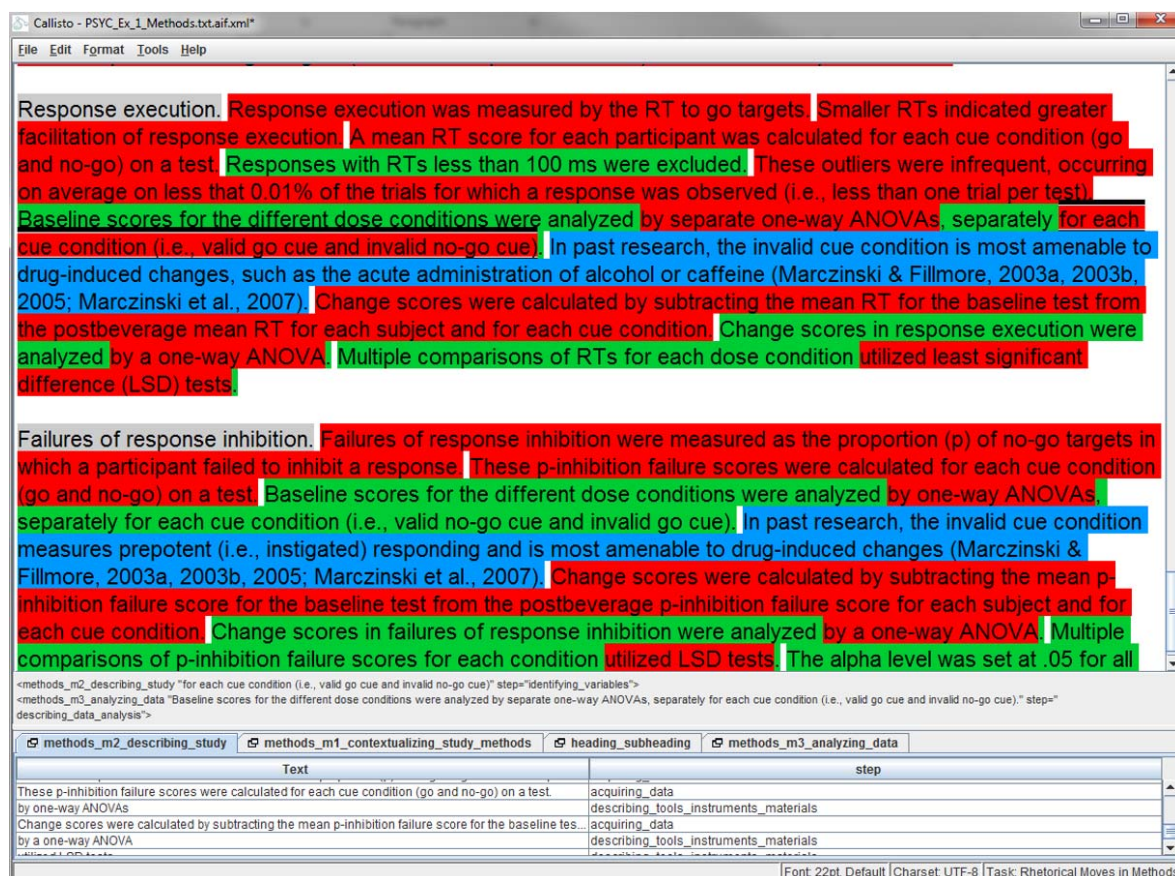 Callisto - PSYC_Ex_1_Methods.txt.aif.xml*
File Edit Format Tools Help
Response execution. Response execution was measured by the RT to go targets. Smaller RTs indicated greater
facilitation of response execution. A mean RT score for each participant was calculated for each cue condition (go
and no-go) on a test. Responses with RTs less than 100 ms were excluded. These outliers were infrequent, occurring
on average on less that 0.01% of the trials for which a response was observed (i.e., less than one trial per test).
Baseline scores for the different dose conditions were analyzed by separate one-way ANOVAs, separately for each
cue condition (i.e., valid go cue and invalid no-go cue). In past research, the invalid cue condition is most amenable to
drug-induced changes, such as the acute administration of alcohol or caffeine (Marczinski & Fillmore, 2003a, 2003b,
2005; Marczinski et al., 2007). Change scores were calculated by subtracting the mean RT for the baseline test from
the postbeverage mean RT for each subject and for each cue condition. Change scores in response execution were
analyzed by a one-way ANOVA. Multiple comparisons of RTs for each dose condition utilized least significant
difference (LSD) tests.
Failures of response inhibition. Failures of response inhibition were measured as the proportion (p) of no-go targets in
which a participant failed to inhibit a response. These p-inhibition failure scores were calculated for each cue condition
(go and no-go) on a test. Baseline scores for the different dose conditions were analyzed by one-way ANOVAs,
separately for each cue condition (i.e., valid no-go cue and invalid go cue). In past research, the invalid cue condition
measures prepotent (i.e., instigated) responding and is most amenable to drug-induced changes (Marczinski &
Fillmore, 2003a, 2003b, 2005; Marczinski et al., 2007). Change scores were calculated by subtracting the mean p-
inhibition failure score for the baseline test from the postbeverage p-inhibition failure score for each subject and for
each cue condition. Change scores in failures of response inhibition were analyzed by a one-way ANOVA. Multiple
comparisons of p-inhibition failure scores for each condition utilized LSD tests. The alpha level was set at .05 for all
<methods_m2_describing_study "for each cue condition (i.e., valid go cue and invalid no-go cue)" step="identifying_variables">
<methods_m3_analyzing_data "Baseline scores for the different dose conditions were analyzed by separate one-way ANOVAs, separately for each cue condition (i.e., valid go cue and invalid no-go cue)." step="
describing_data_analysis">
methods_m2_describing_study methods_m1_contextualizing_study_methods heading_subheading methods_m3_analyzing_data
Text step
These p-inhibition failure scores were calculated for each cue condition (go and no-go) on a test. acquiring_data
by one-way ANOVAs describing_tools_instruments_materials
Change scores were calculated by subtracting the mean p-inhibition failure score for the baseline tes... acquiring_data
by a one-way ANOVA describing_tools_instruments_materials
utilized LSD tests describing_tools_instruments_materials
Font: 22pt, Default Charset: UTF-8 Task: Rhetorical Moves in Methods